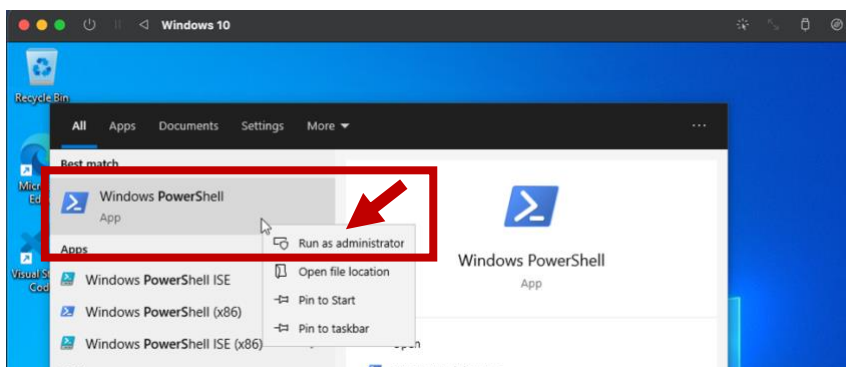 Windows 10
Recycle Bin
All Apps Documents Settings More
Best match
Windows PowerShell
App
Run as administrator
Apps
Windows PowerShell ISE
Open file location
Windows PowerShell
App
Windows PowerShell (x86)
Pin to Start
Windows PowerShell ISE (x86)
Pin to taskbar